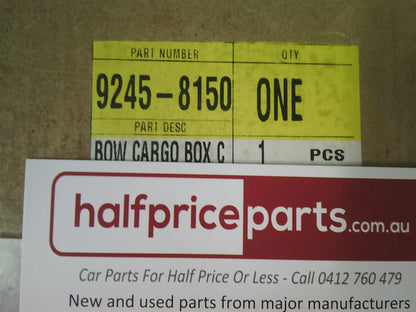 PART NUMBER QTY
9245-8150 ONE
PART DESC
BOW CARGO BOX C 1 PCS
halfpriceparts.com.au
Car Parts For Half Price Or Less - Call 0412 760 479
New and used parts from major manufacturers